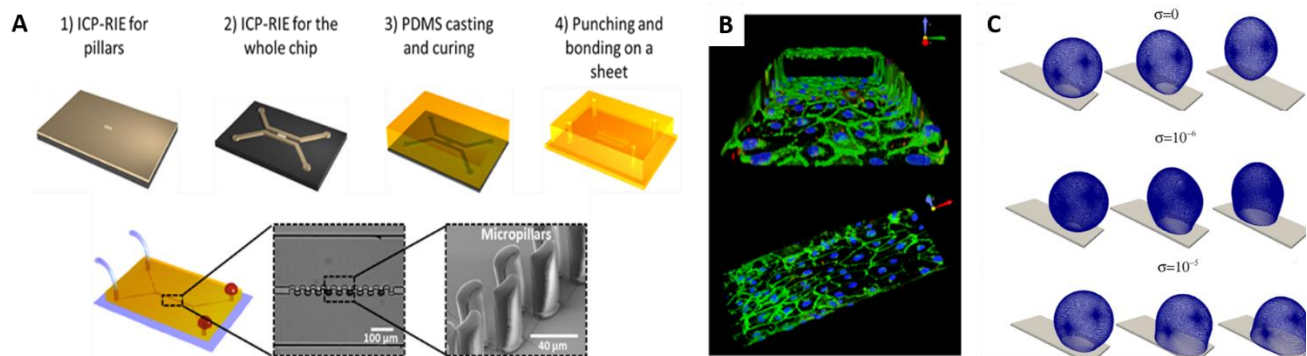 A
1) ICP-RIE for
pillars
2) ICP-RIE for the
whole chip
3) PDMS casting
and curing
4) Punching and
bonding on a
sheet
100 µm
Micropillars
40 µm
B
C
σ=0
σ=10⁻⁶
σ=10⁻⁵